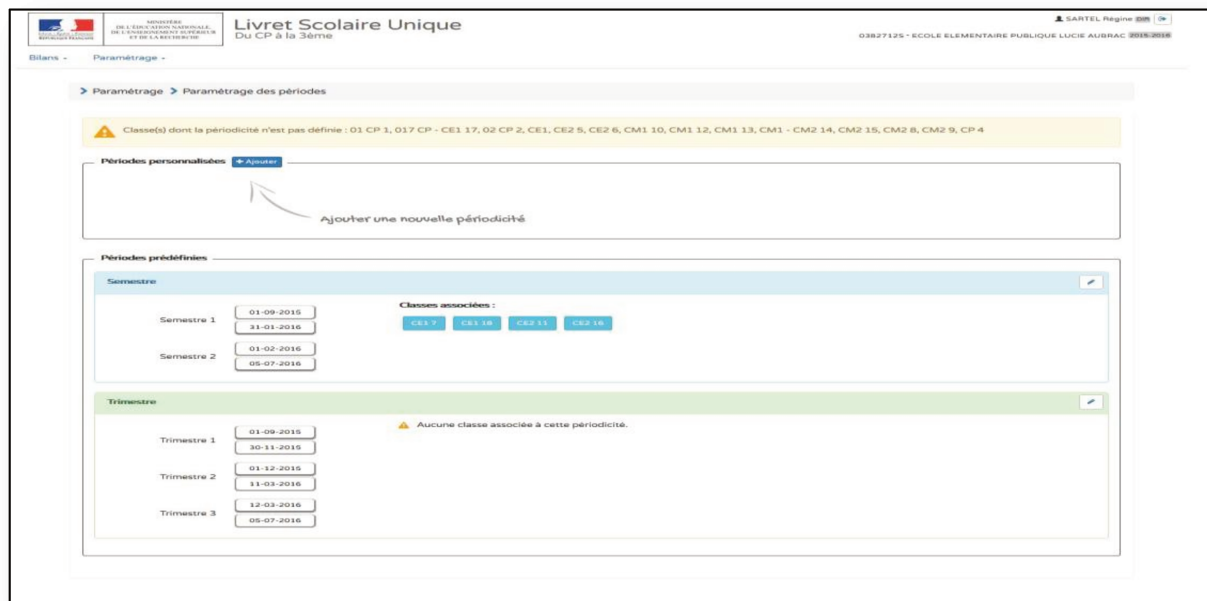 MINISTÈRE
DE L'ÉDUCATION NATIONALE,
DE L'ENSEIGNEMENT SUPÉRIEUR
ET DE LA RECHERCHE
Livret Scolaire Unique
Du CP à la 3ème
SARTEL Régine DIR
03827125 - ECOLE ELEMENTAIRE PUBLIQUE LUCIE AUBRAC 2015-2016
Bilans Paramétrage
Paramétrage Paramétrage des périodes
Classe(s) dont la périodicité n'est pas définie : 01 CP 1, 017 CP - CE1 17, 02 CP 2, CE1, CE2 5, CE2 6, CM1 10, CM1 12, CM1 13, CM1 - CM2 14, CM2 15, CM2 8, CM2 9, CP 4
Périodes personnalisées + Ajouter
Ajouter une nouvelle périodicité
Périodes prédéfinies
Semestre
Classes associées :
Semestre 1
01-09-2015
31-01-2016
CE1 7 CE1 18 CE2 11 CE2 16
Semestre 2
01-02-2016
05-07-2016
Trimestre
Aucune classe associée à cette périodicité.
Trimestre 1
01-09-2015
30-11-2015
Trimestre 2
01-12-2015
11-03-2016
Trimestre 3
12-03-2016
05-07-2016